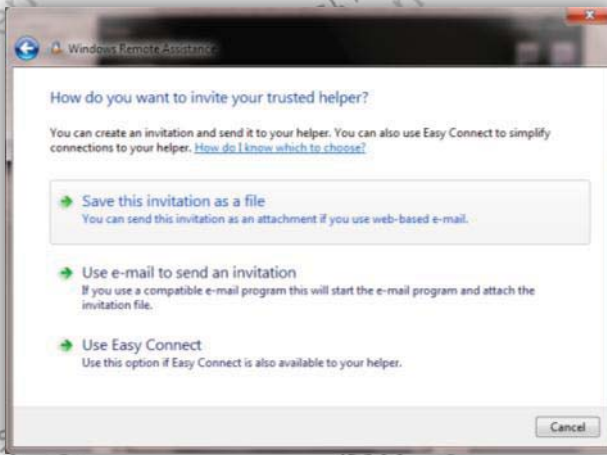 Windows Remote Assistance
How do you want to invite your trusted helper?
You can create an invitation and send it to your helper. You can also use Easy Connect to simplify
connections to your helper. How do I know which to choose?
Save this invitation as a file
You can send this invitation as an attachment if you use web-based e-mail.
Use e-mail to send an invitation
If you use a compatible e-mail program this will start the e-mail program and attach the
invitation file.
Use Easy Connect
Use this option if Easy Connect is also available to your helper.
Cancel